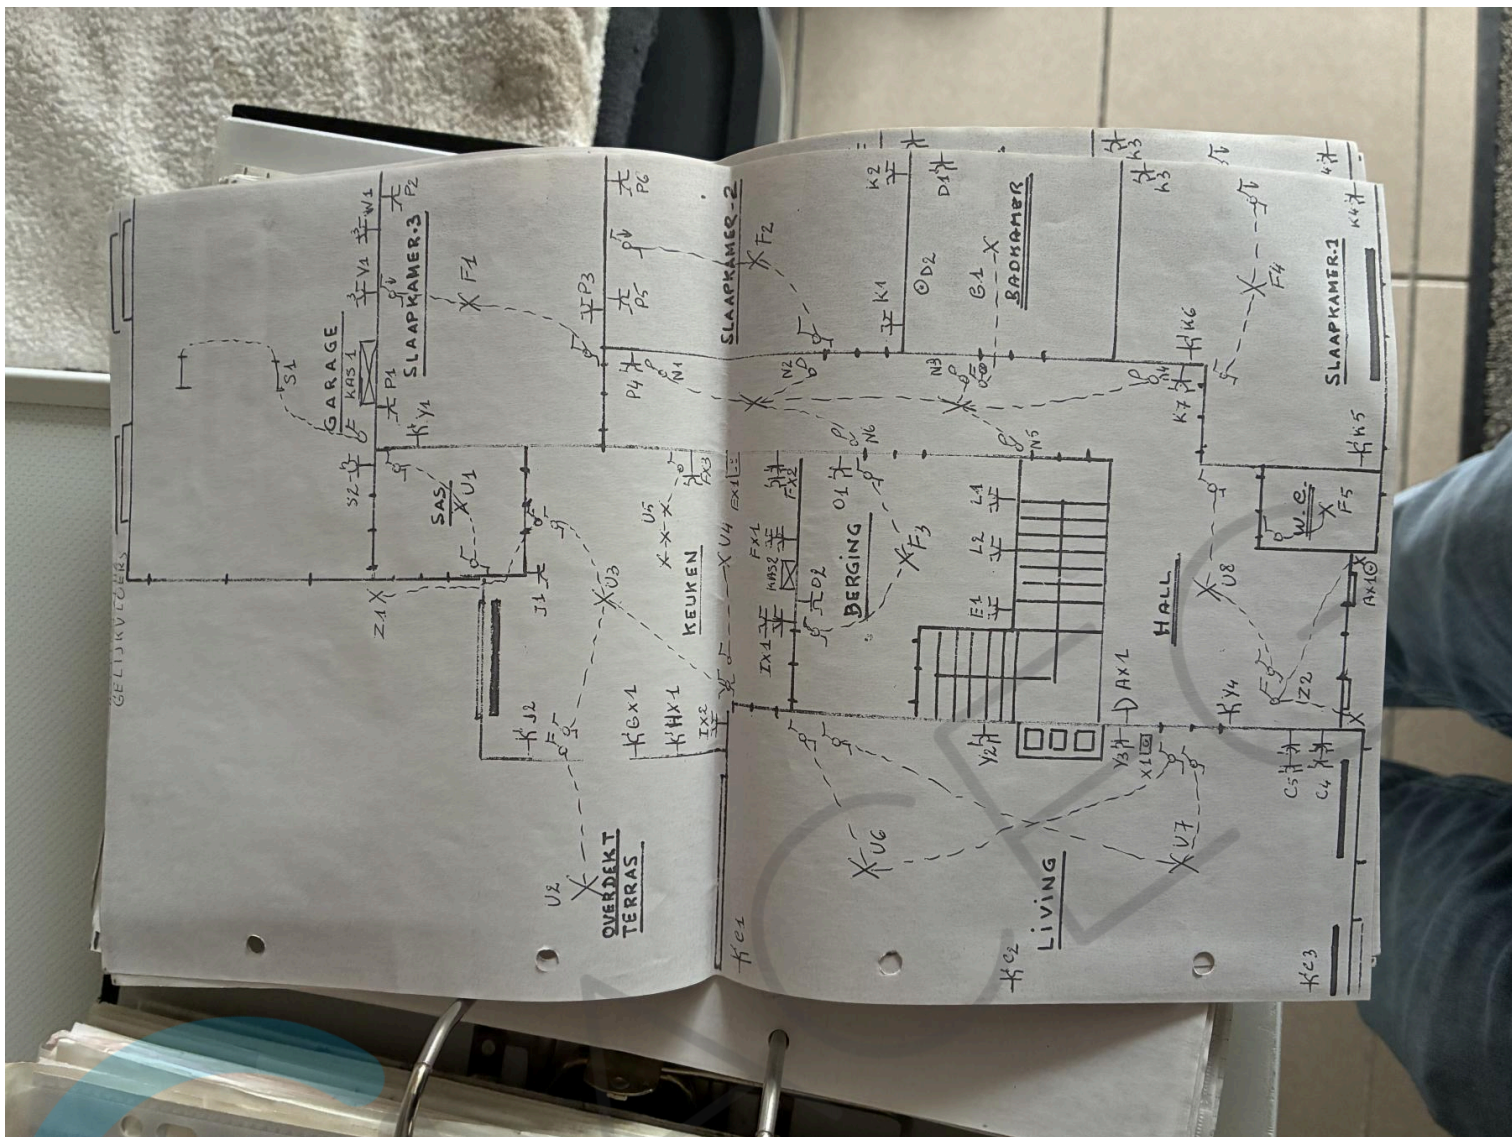 GELIJKVLOERS
S1
GARAGE
KAS 1
S2
3
V1
3
W1
P1
P2
SLAAPKAMER-3
Y1
F1
SAS
U1
Z1
J1
J2
U3
U2
OVERDEKT
TERRAS
KEUKEN
U5
FX3
GX1
HX1
IX2
U4
EX1
P3
P4
P5
P6
N1
SLAAPKAMER-2
F2
N2
K1
K2
D1
D2
G1
BADKAMER
N3
N4
N5
N6
IX1
KAS2
FX1
FX2
O1
O2
BERGING
F3
L1
L2
E1
C1
U6
Y2
AX1
Y3
X1
HALL
U8
Y4
Z2
AX1
W.C.
F5
K3
K3
K6
K7
F4
SLAAPKAMER-1
K4
K5
C2
LIVING
U7
C5
C4
C3